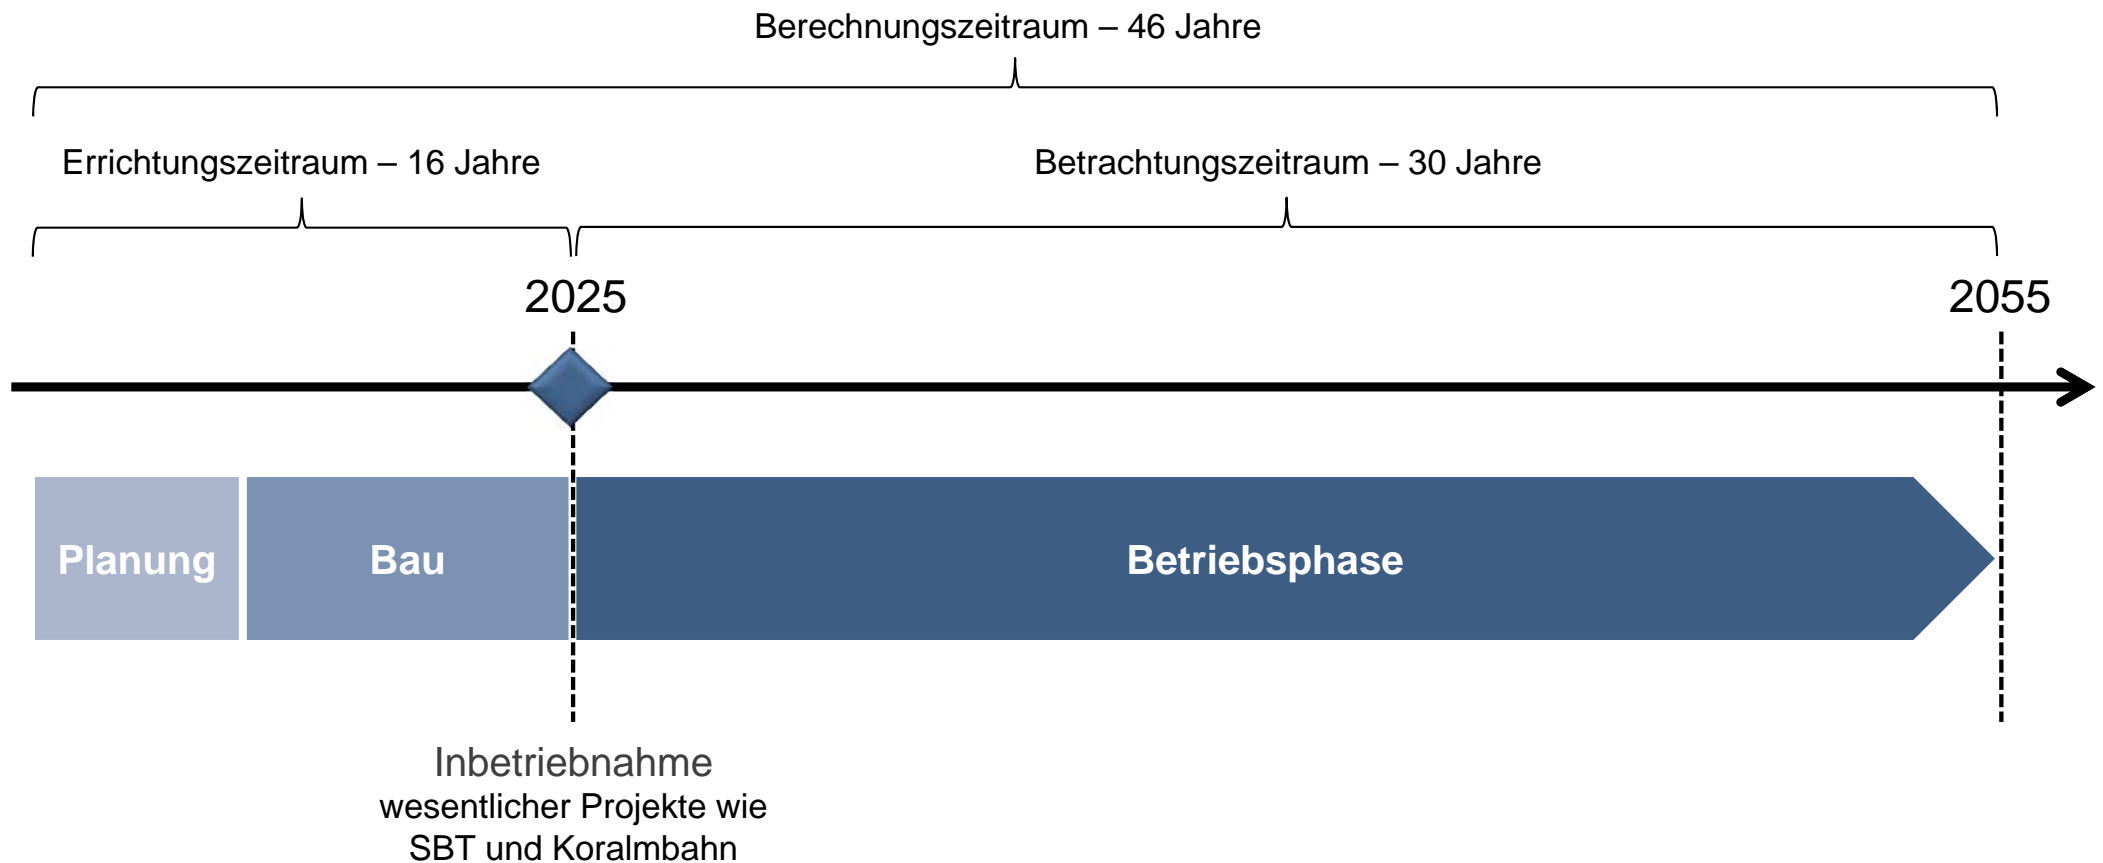 Berechnungszeitraum – 46 Jahre
Errichtungszeitraum – 16 Jahre
Betrachtungszeitraum – 30 Jahre
2025
2055
Planung
Bau
Betriebsphase
Inbetriebnahme
wesentlicher Projekte wie
SBT und Koralmbahn